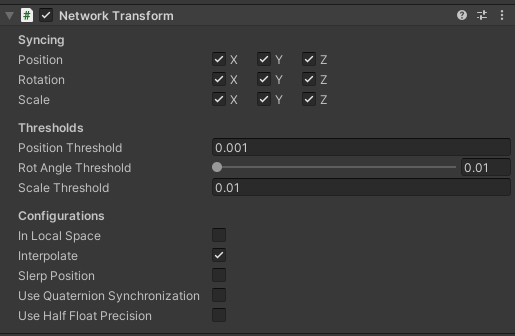 # Network Transform
Syncing
Position X Y Z
Rotation X Y Z
Scale X Y Z
Thresholds
Position Threshold 0.001
Rot Angle Threshold 0.01
Scale Threshold 0.01
Configurations
In Local Space
Interpolate
Slerp Position
Use Quaternion Synchronization
Use Half Float Precision